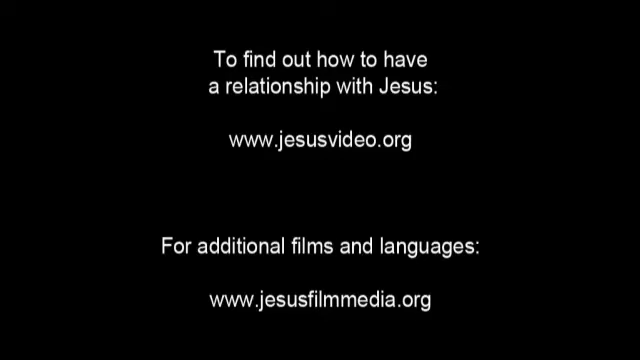 To find out how to have
a relationship with Jesus:
www.jesusvideo.org
For additional films and languages:
www.jesusfilmmedia.org